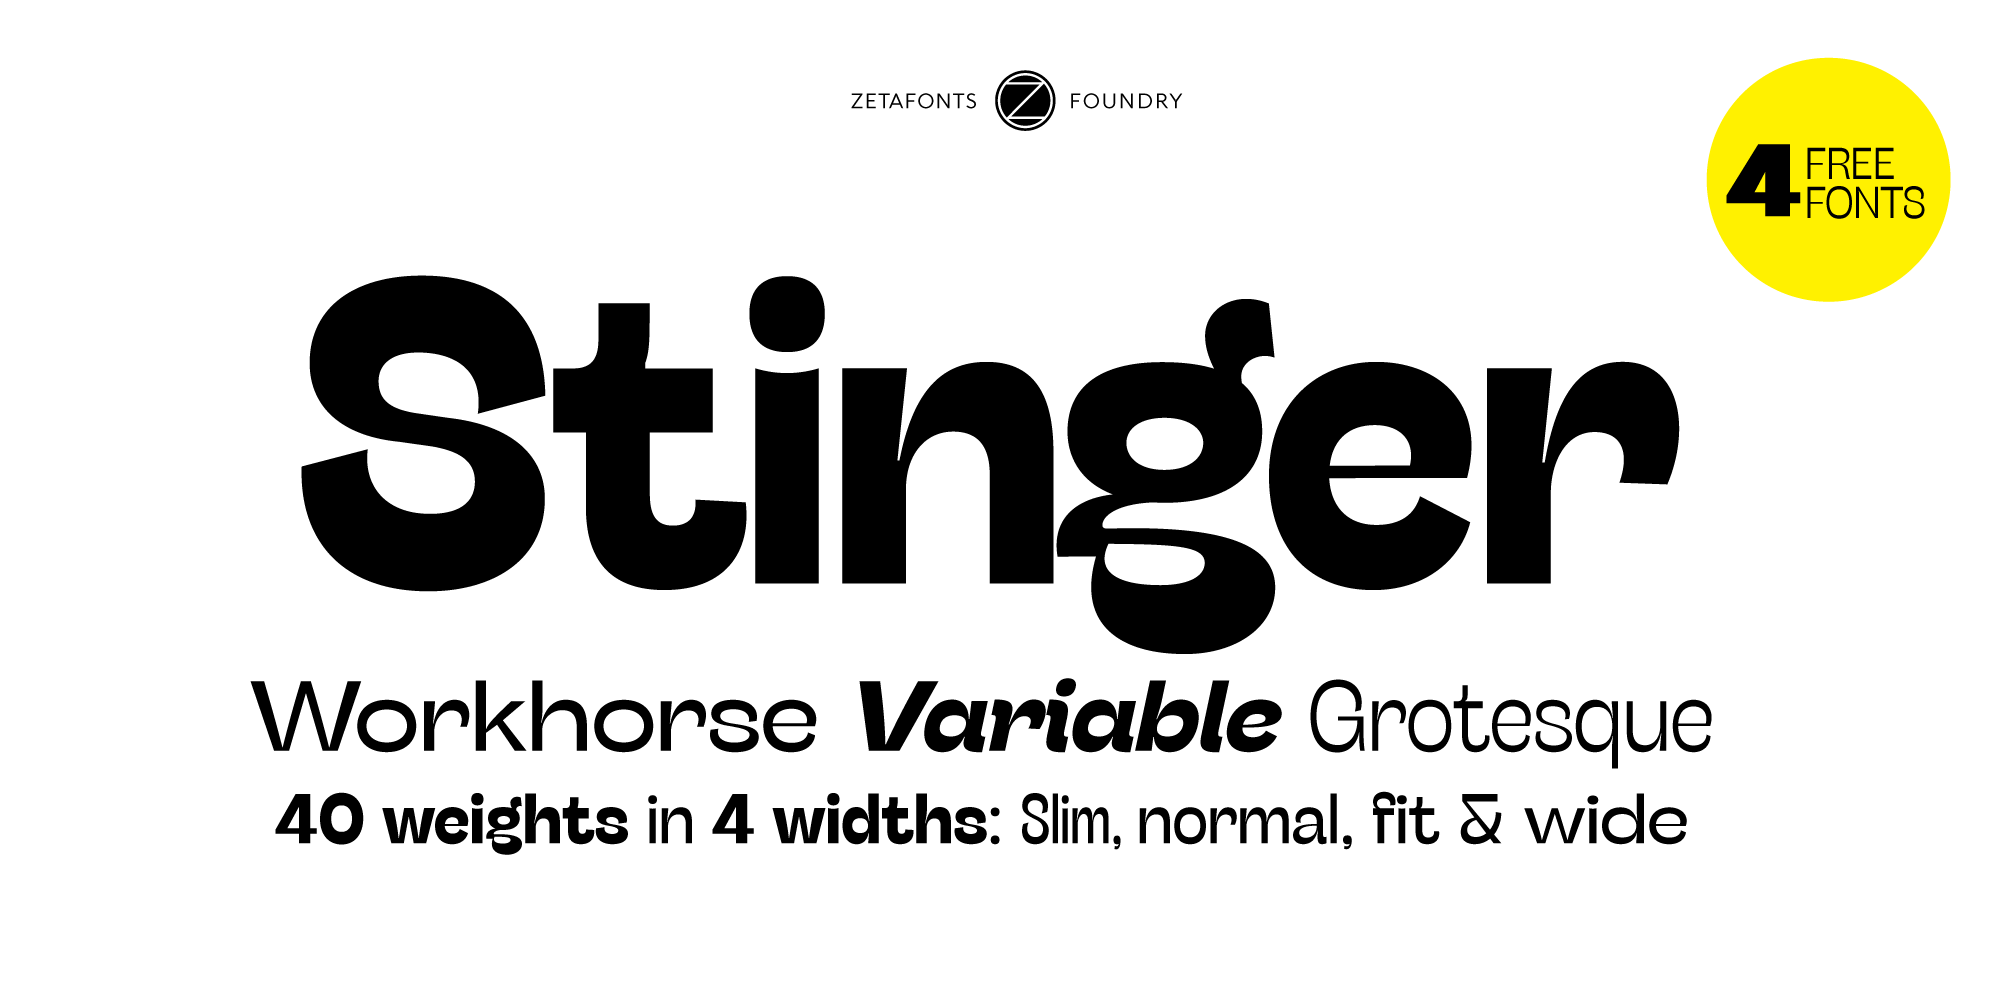 ZETAFONTS Z FOUNDRY
4 FREE
FONTS
Stinger
Workhorse Variable Grotesque
40 weights in 4 widths: Slim, normal, fit & wide